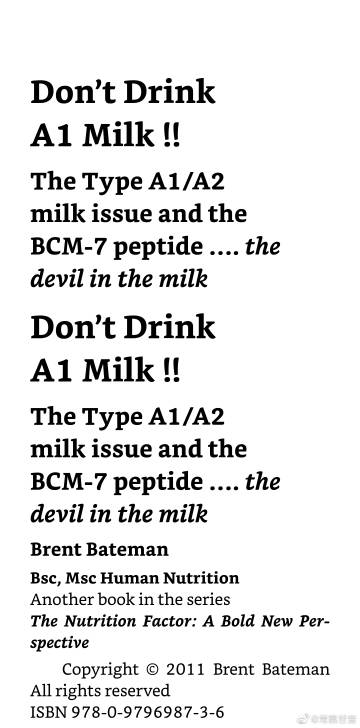 Don’t Drink
A1 Milk !!
The Type A1/A2
milk issue and the
BCM-7 peptide .... the
devil in the milk
Don’t Drink
A1 Milk !!
The Type A1/A2
milk issue and the
BCM-7 peptide .... the
devil in the milk
Brent Bateman
Bsc, Msc Human Nutrition
Another book in the series
The Nutrition Factor: A Bold New Per-
spective
Copyright © 2011 Brent Bateman
All rights reserved
ISBN 978-0-9796987-3-6